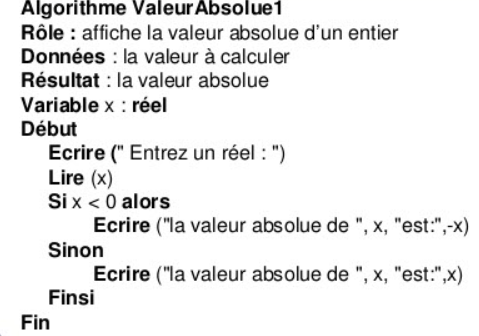 Algorithme ValeurAbsolue1
Rôle : affiche la valeur absolue d'un entier
Données : la valeur à calculer
Résultat : la valeur absolue
Variable x : réel
Début
Ecrire (" Entrez un réel : ")
Lire (x)
Si x < 0 alors
Ecrire ("la valeur absolue de ", x, "est:",-x)
Sinon
Ecrire ("la valeur absolue de ", x, "est:",x)
Finsi
Fin